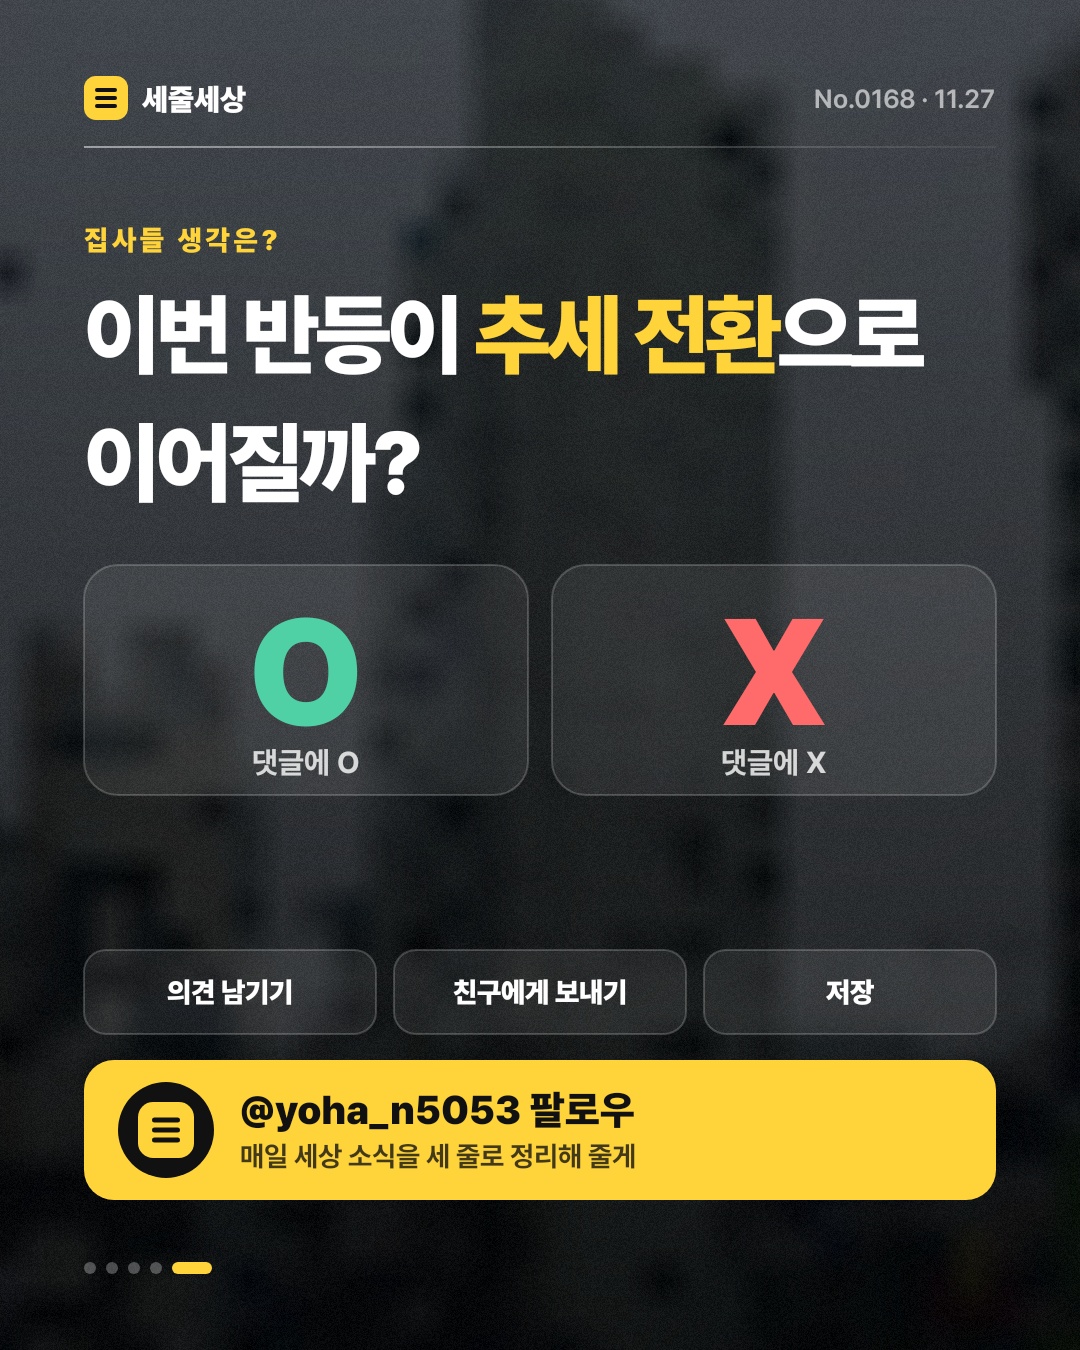 세줄세상
No.0168 · 11.27
집사들 생각은?
이번 반등이 추세 전환으로
이어질까?
O
댓글에 O
X
댓글에 X
의견 남기기
친구에게 보내기
저장
@yoha_n5053 팔로우
매일 세상 소식을 세 줄로 정리해 줄게